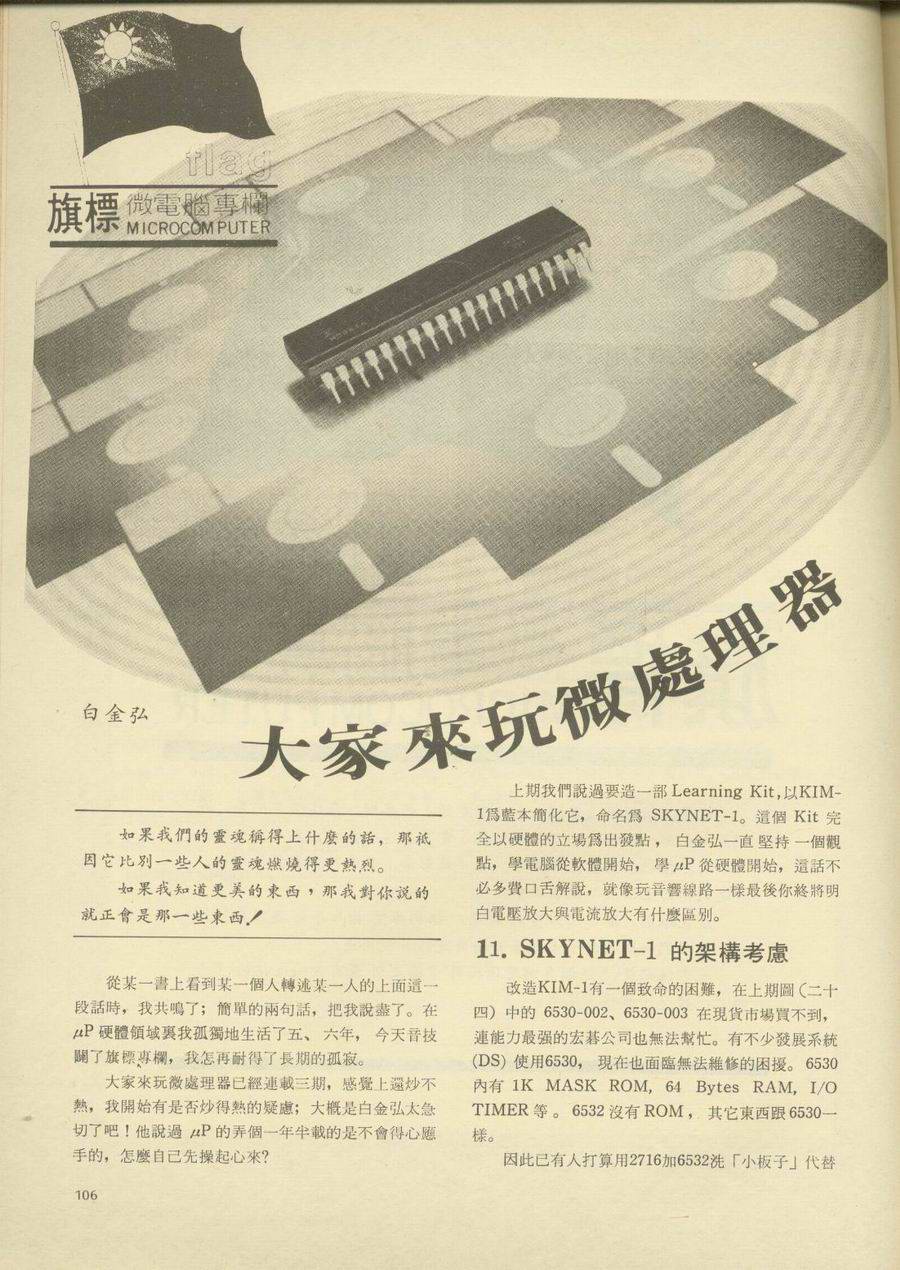 flag
旗標 微電腦專欄
MICROCOMPUTER
大家來玩微處理器
白金弘
如果我們的靈魂稱得上什麼的話，那祇
因它比別一些人的靈魂燃燒得更熱烈。
如果我知道更美的東西，那我對你說的
就正會是那一些東西！
從某一書上看到某一個人轉述某一人的上面這一
段話時，我共鳴了；簡單的兩句話，把我說盡了。在
μP 硬體領域裏我孤獨地生活了五、六年，今天音技
闢了旗標專欄，我怎再耐得了長期的孤寂。
大家來玩微處理器已經連載三期，感覺上還炒不
熱，我開始有是否炒得熱的疑慮；大概是白金弘太急
切了吧！他說過 μP 的弄個一年半載的是不會得心應
手的，怎麼自己先操起心來？
上期我們說過要造一部 Learning Kit,以KIM-
1爲藍本簡化它，命名爲 SKYNET-1。這個 Kit 完
全以硬體的立場爲出發點，白金弘一直堅持一個觀
點，學電腦從軟體開始，學 μP 從硬體開始，這話不
必多費口舌解說，就像玩音響線路一樣最後你終將明
白電壓放大與電流放大有什麼區別。
11. SKYNET-1 的架構考慮
改造KIM-1有一個致命的困難，在上期圖(二十
四) 中的 6530-002、6530-003 在現貨市場買不到，
連能力最强的宏碁公司也無法幫忙。有不少發展系統
(DS) 使用6530，現在也面臨無法維修的困擾。6530
內有 1K MASK ROM, 64 Bytes RAM, I/O
TIMER 等。6532 沒有 ROM，其它東西跟 6530一
樣。
因此已有人打算用2716加6532洗「小板子」代替
106